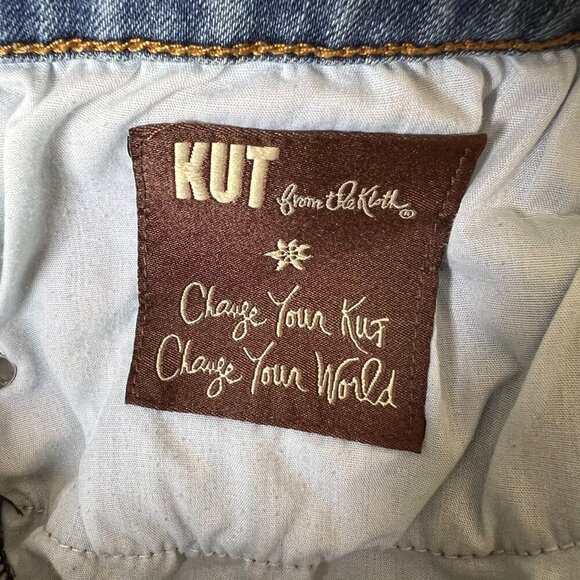 KUT from the Kloth®
Change Your Kut
Change Your World